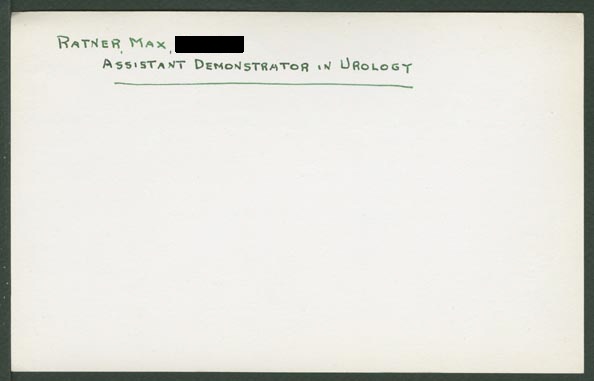 RATNER, MAX,
ASSISTANT DEMONSTRATOR IN UROLOGY